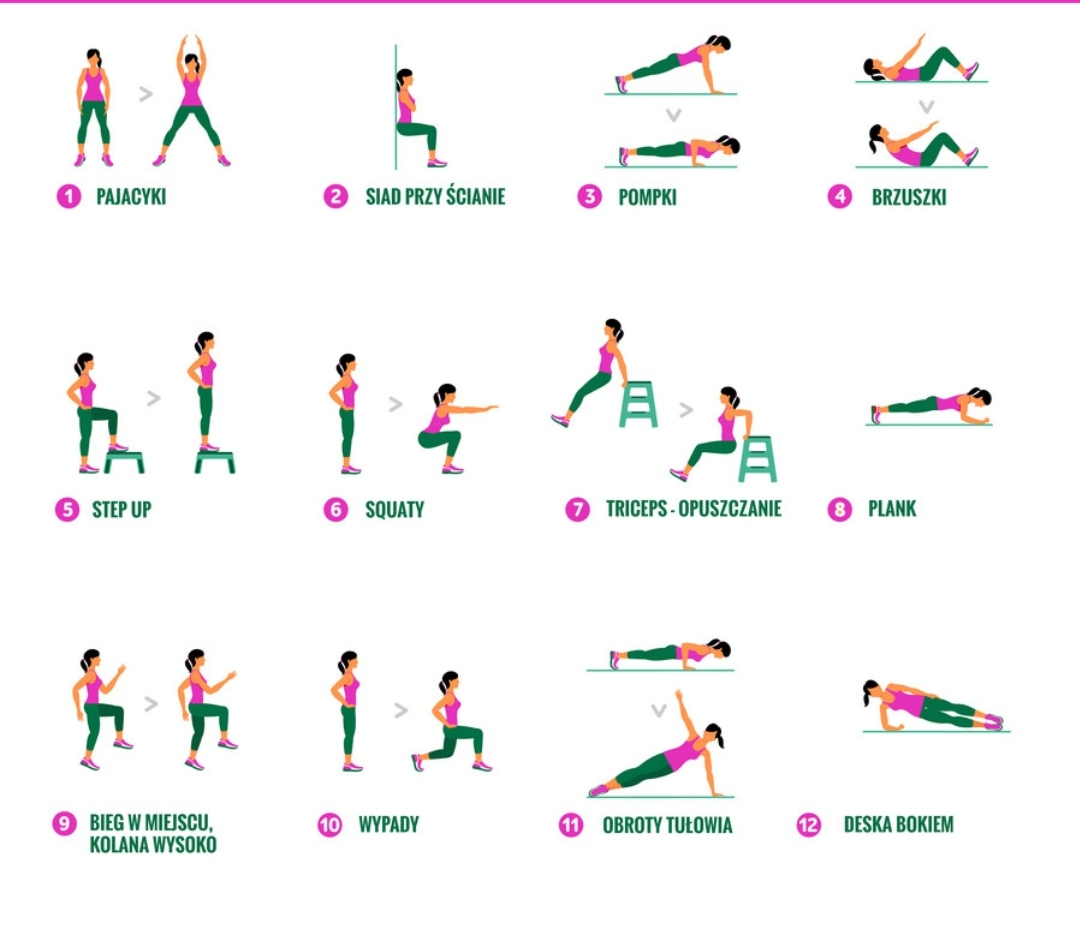 1 PAJACYKI
2 SIAD PRZY ŚCIANIE
3 POMPKI
4 BRZUSZKI
5 STEP UP
6 SQUATY
7 TRICEPS - OPUSZCZANIE
8 PLANK
9 BIEG W MIEJSCU,
KOLANA WYSOKO
10 WYPADY
11 OBROTY TUŁOWIA
12 DESKA BOKIEM